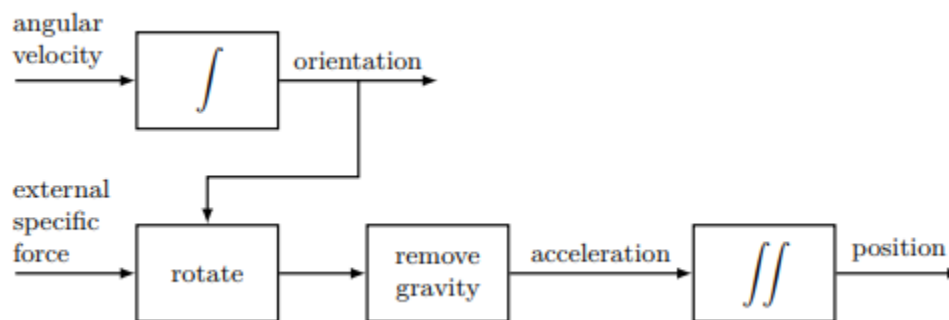 angular
velocity
∫
orientation
external
specific
force
rotate
remove
gravity
acceleration
∬
position